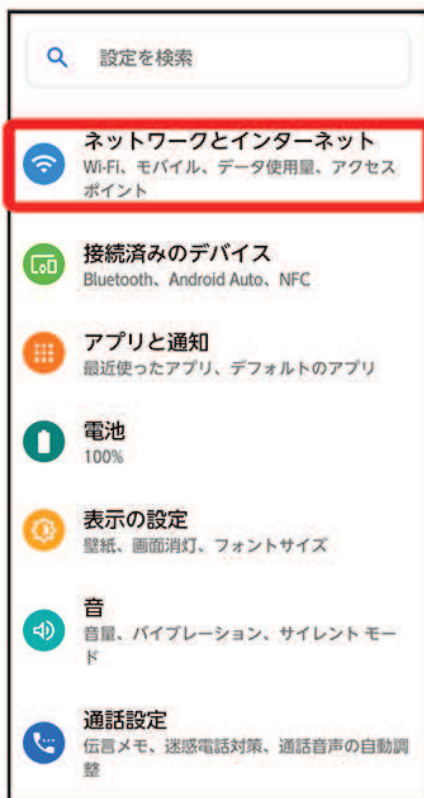 設定を検索
ネットワークとインターネット
Wi-Fi、モバイル、データ使用量、アクセス
ポイント
接続済みのデバイス
Bluetooth、Android Auto、NFC
アプリと通知
最近使ったアプリ、デフォルトのアプリ
電池
100%
表示の設定
壁紙、画面消灯、フォントサイズ
音
音量、バイブレーション、サイレント モー
ド
通話設定
伝言メモ、迷惑電話対策、通話音声の自動調
整